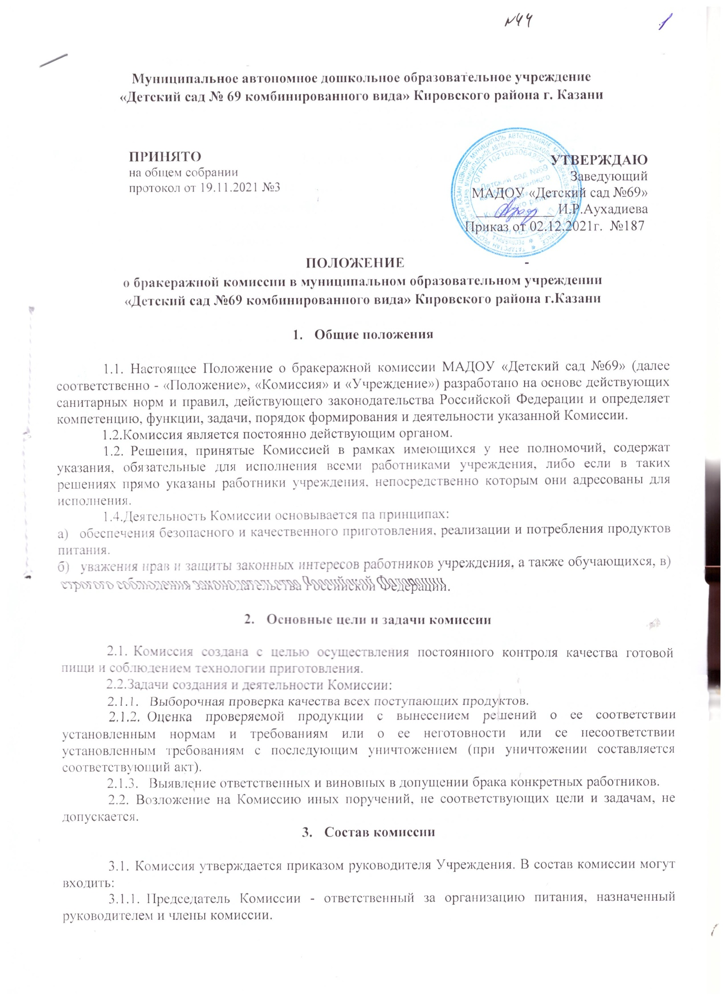 №44
1
Муниципальное автономное дошкольное образовательное учреждение
«Детский сад № 69 комбинированного вида» Кировского района г. Казани
ПРИНЯТО
на общем собрании
протокол от 19.11.2021 №3
УТВЕРЖДАЮ
Заведующий
МАДОУ «Детский сад №69»
И.Р.Аухадиева
Приказ от 02.12.2021г. №187
ПОЛОЖЕНИЕ
о бракеражной комиссии в муниципальном образовательном учреждении
«Детский сад №69 комбинированного вида» Кировского района г.Казани
1. Общие положения
1.1. Настоящее Положение о бракеражной комиссии МАДОУ «Детский сад №69» (далее
соответственно - «Положение», «Комиссия» и «Учреждение») разработано на основе действующих
санитарных норм и правил, действующего законодательства Российской Федерации и определяет
компетенцию, функции, задачи, порядок формирования и деятельности указанной Комиссии.
1.2.Комиссия является постоянно действующим органом.
1.2. Решения, принятые Комиссией в рамках имеющихся у нее полномочий, содержат
указания, обязательные для исполнения всеми работниками учреждения, либо если в таких
решениях прямо указаны работники учреждения, непосредственно которым они адресованы для
исполнения.
1.4.Деятельность Комиссии основывается па принципах:
а) обеспечения безопасного и качественного приготовления, реализации и потребления продуктов
питания.
б) уважения нрав и защиты законных интересов работников учреждения, а также обучающихся, в)
строгого соблюдения законодательства Российской Федерации.
2. Основные цели и задачи комиссии
2.1. Комиссия создана с целью осуществления постоянного контроля качества готовой
пищи и соблюдением технологии приготовления.
2.2.Задачи создания и деятельности Комиссии:
2.1.1. Выборочная проверка качества всех поступающих продуктов.
2.1.2. Оценка проверяемой продукции с вынесением решений о ее соответствии
установленным нормам и требованиям или о ее неготовности или се несоответствии
установленным требованиям с последующим уничтожением (при уничтожении составляется
соответствующий акт).
2.1.3. Выявление ответственных и виновных в допущении брака конкретных работников.
2.2. Возложение на Комиссию иных поручений, не соответствующих цели и задачам, не
допускается.
3. Состав комиссии
3.1. Комиссия утверждается приказом руководителя Учреждения. В состав комиссии могут
входить:
3.1.1. Председатель Комиссии - ответственный за организацию питания, назначенный
руководителем и члены комиссии.